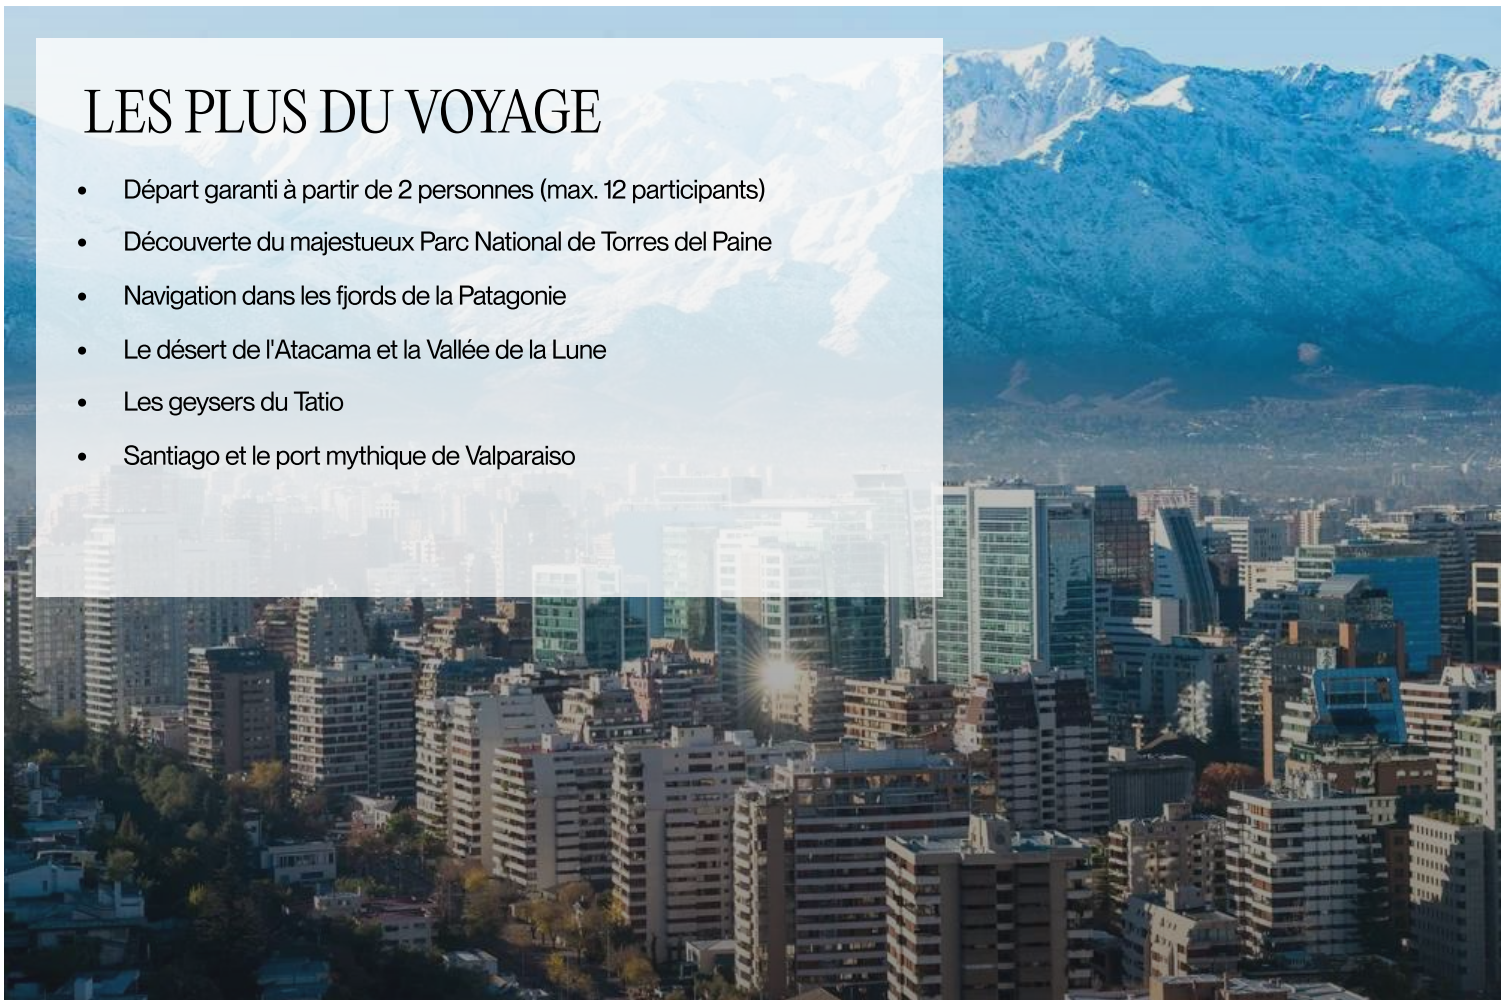 LES PLUS DU VOYAGE
• Départ garanti à partir de 2 personnes (max. 12 participants)
• Découverte du majestueux Parc National de Torres del Paine
• Navigation dans les fjords de la Patagonie
• Le désert de l'Atacama et la Vallée de la Lune
• Les geysers du Tatio
• Santiago et le port mythique de Valparaiso